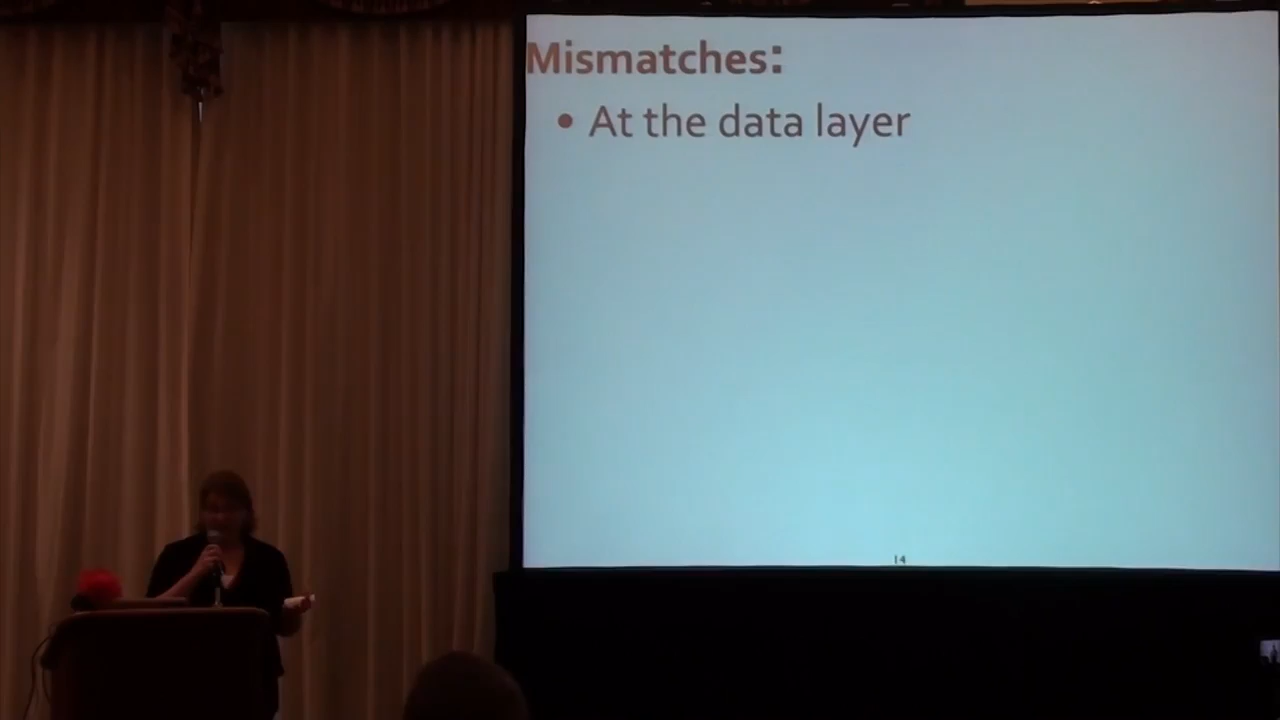 Mismatches:
• At the data layer
14